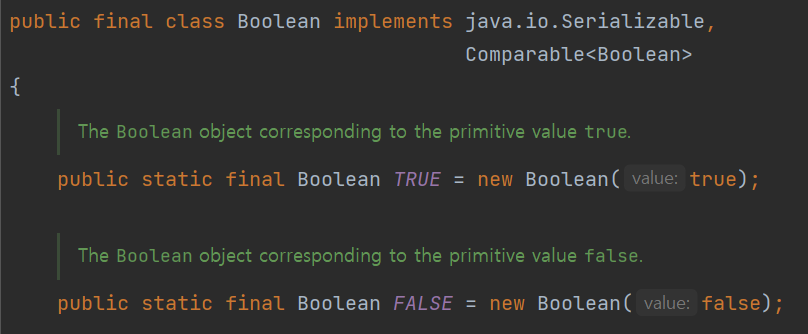 public final class Boolean implements java.io.Serializable,
Comparable<Boolean>
{
The Boolean object corresponding to the primitive value true.
public static final Boolean TRUE = new Boolean( value: true);
The Boolean object corresponding to the primitive value false.
public static final Boolean FALSE = new Boolean( value: false);